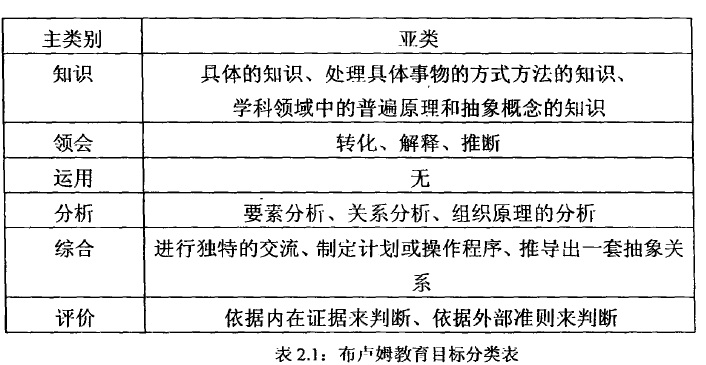 主类别 亚类
知识 具体的知识、处理具体事物的方式方法的知识、
学科领域中的普遍原理和抽象概念的知识
领会 转化、解释、推断
运用 无
分析 要素分析、关系分析、组织原理的分析
综合 进行独特的交流、制定计划或操作程序、推导出一套抽象关
系
评价 依据内在证据来判断、依据外部准则来判断
表 2.1：布卢姆教育目标分类表